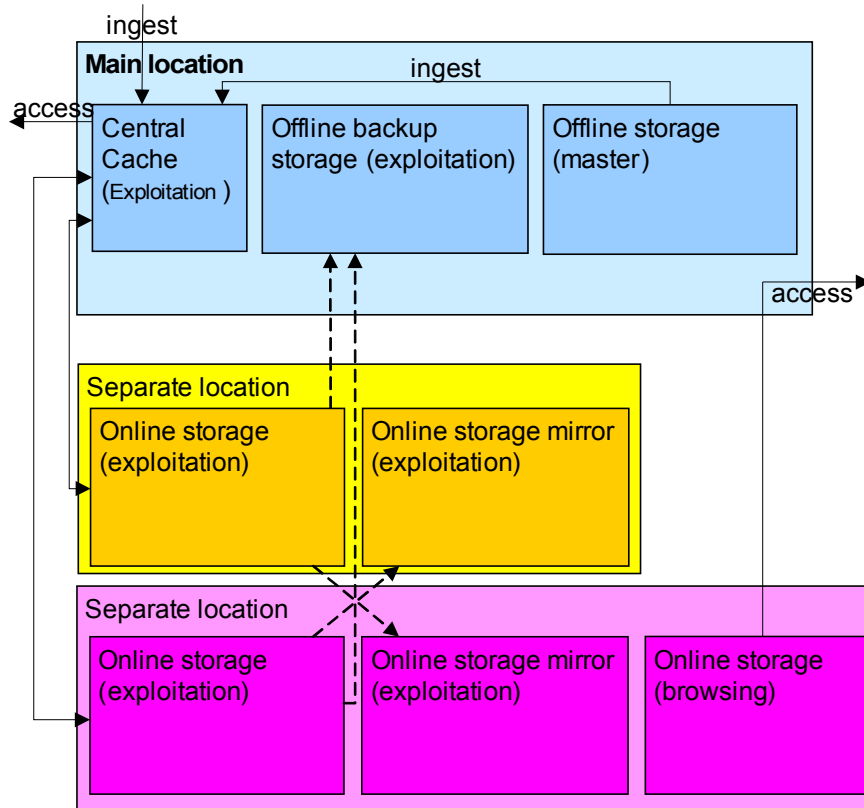 ingest
Main location
ingest
access
Central
Cache
(Exploitation )
Offline backup
storage (exploitation)
Offline storage
(master)
access
Separate location
Online storage
(exploitation)
Online storage mirror
(exploitation)
Separate location
Online storage
(exploitation)
Online storage mirror
(exploitation)
Online storage
(browsing)